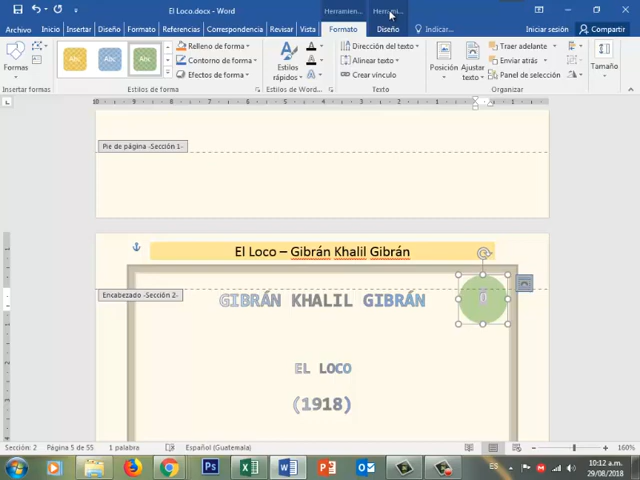 El Loco.docx - Word
Herramien...
Herrami...
Archivo
Inicio
Insertar
Diseño
Formato
Referencias
Correspondencia
Revisar
Vista
Formato
Diseño
Indicar...
Iniciar sesión
Compartir
Formas
Abc
Abc
Abc
Relleno de forma
Contorno de forma
Efectos de forma
Estilos rápidos
A
A
A
Dirección del texto
Alinear texto
Crear vínculo
Posición
Ajustar texto
Traer adelante
Enviar atrás
Panel de selección
Tamaño
Insertar formas
Estilos de forma
Estilos de WordA...
Texto
Organizar
Pie de página -Sección 1-
El Loco – Gibrán Khalil Gibrán
Encabezado -Sección 2-
GIBRÁN KHALIL GIBRÁN
0
EL LOCO
(1918)
Sección: 2
Página 5 de 55
1 palabra
Español (Guatemala)
160%
ES
10:12 a.m.
29/08/2018